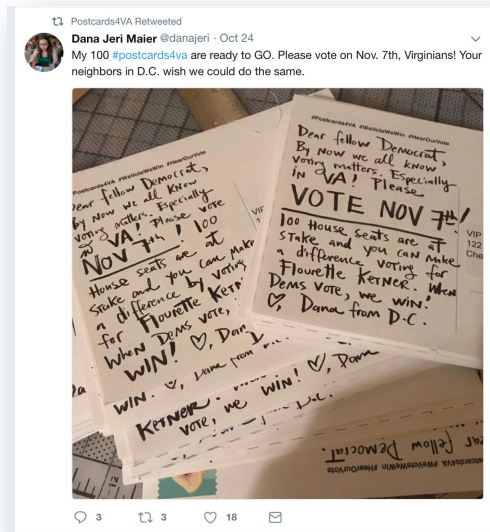 Postcards4VA Retweeted
Dana Jeri Maier @danajeri · Oct 24
My 100 #postcards4va are ready to GO. Please vote on Nov. 7th, Virginians! Your
neighbors in D.C. wish we could do the same.
#Postcards4VA #WeVoteWeWin #HearOurVote
Dear fellow Democrat,
By Now we all know
voting matters. Especially
in VA! Please vote
NOV 7th! 100
House seats are at
stake and you can make
a difference by voting
for Flourette
When Dems vote,
WIN! ♡, Dan
#Postcards4VA #WeVoteWeWin #HearOurVote
Dear fellow Democrat,
By Now we all know
voting matters. Especially
in VA! Please
VOTE NOV 7th!
100 House seats are at
stake and you can make
a difference voting for
Flourette Kerner. When
Dems vote, we win!
♡, Dana from D.C.
VIP
122
Che
WIN. ♡, Dana from
Kerner.
vote, we WIN! ♡, Dana
fellow Democrat,
#WeVoteWeWin #HearOurVote
3
3
18